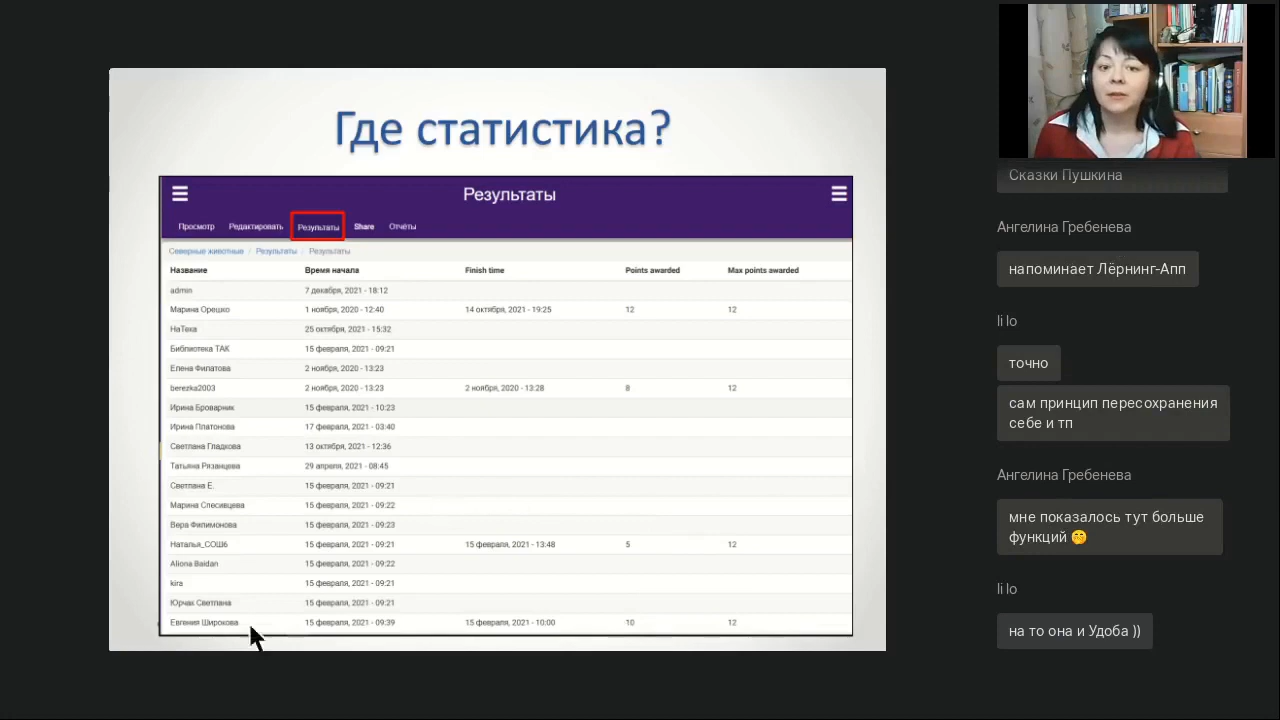 Где статистика?
Результаты
Просмотр Редактировать Результаты Share Отчёты
Северные животные / Результаты / Результаты
Название Время начала Finish time Points awarded Max points awarded
admin 7 декабря, 2021 - 18:12
Марина Орешко 1 ноября, 2020 - 12:40 14 октября, 2021 - 19:25 12 12
НаТека 25 октября, 2021 - 15:32
Библиотека ТАК 15 февраля, 2021 - 09:21
Елена Филатова 2 ноября, 2020 - 13:23
berezka2003 2 ноября, 2020 - 13:23 2 ноября, 2020 - 13:28 8 12
Ирина Броварник 15 февраля, 2021 - 10:23
Ирина Платонова 17 февраля, 2021 - 03:40
Светлана Гладкова 13 октября, 2021 - 12:36
Татьяна Рязанцева 29 апреля, 2021 - 08:45
Светлана Е. 15 февраля, 2021 - 09:21
Марина Спесивцева 15 февраля, 2021 - 09:22
Вера Филимонова 15 февраля, 2021 - 09:23
Наталья_СОШ6 15 февраля, 2021 - 09:21 15 февраля, 2021 - 13:48 5 12
Aliona Baidan 15 февраля, 2021 - 09:22
kira 15 февраля, 2021 - 09:21
Юрчак Светлана 15 февраля, 2021 - 09:21
Евгения Широкова 15 февраля, 2021 - 09:39 15 февраля, 2021 - 10:00 10 12
Сказки Пушкина
Ангелина Гребенева
напоминает Лёрнинг-Апп
li lo
точно
сам принцип пересохранения
себе и тп
Ангелина Гребенева
мне показалось тут больше
функций 🤭
li lo
на то она и Удоба ))